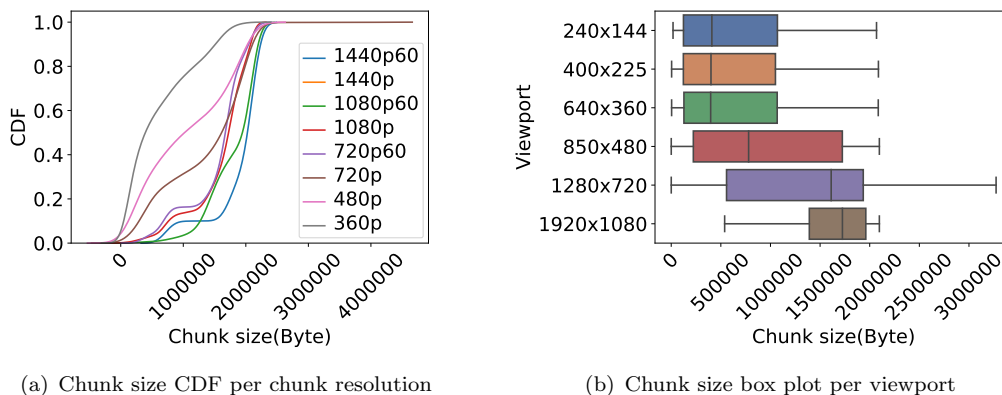 1.0
0.8
0.6
0.4
0.2
0.0
CDF
1440p60
1440p
1080p60
1080p
720p60
720p
480p
360p
0
1000000
2000000
3000000
4000000
Chunk size(Byte)
(a) Chunk size CDF per chunk resolution
Viewport
240x144
400x225
640x360
850x480
1280x720
1920x1080
0
500000
1000000
1500000
2000000
2500000
3000000
Chunk size(Byte)
(b) Chunk size box plot per viewport